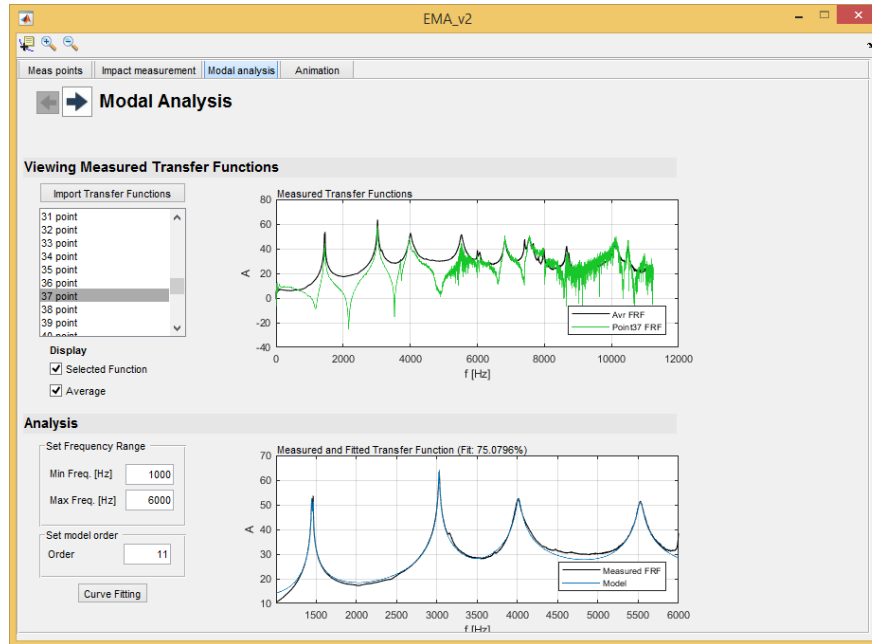 EMA_v2
Meas points Impact measurement Modal analysis Animation
Modal Analysis
Viewing Measured Transfer Functions
Import Transfer Functions
31 point
32 point
33 point
34 point
35 point
36 point
37 point
38 point
39 point
40 point
Display
Selected Function
Average
Measured Transfer Functions
80
60
40
20
0
-20
-40
A
0 2000 4000 6000 8000 10000 12000
f [Hz]
Avr FRF
Point37 FRF
Analysis
Set Frequency Range
Min Freq. [Hz] 1000
Max Freq. [Hz] 6000
Set model order
Order 11
Curve Fitting
Measured and Fitted Transfer Function (Fit: 75.0796%)
70
60
50
40
30
20
10
A
1500 2000 2500 3000 3500 4000 4500 5000 5500 6000
f [Hz]
Measured FRF
Model